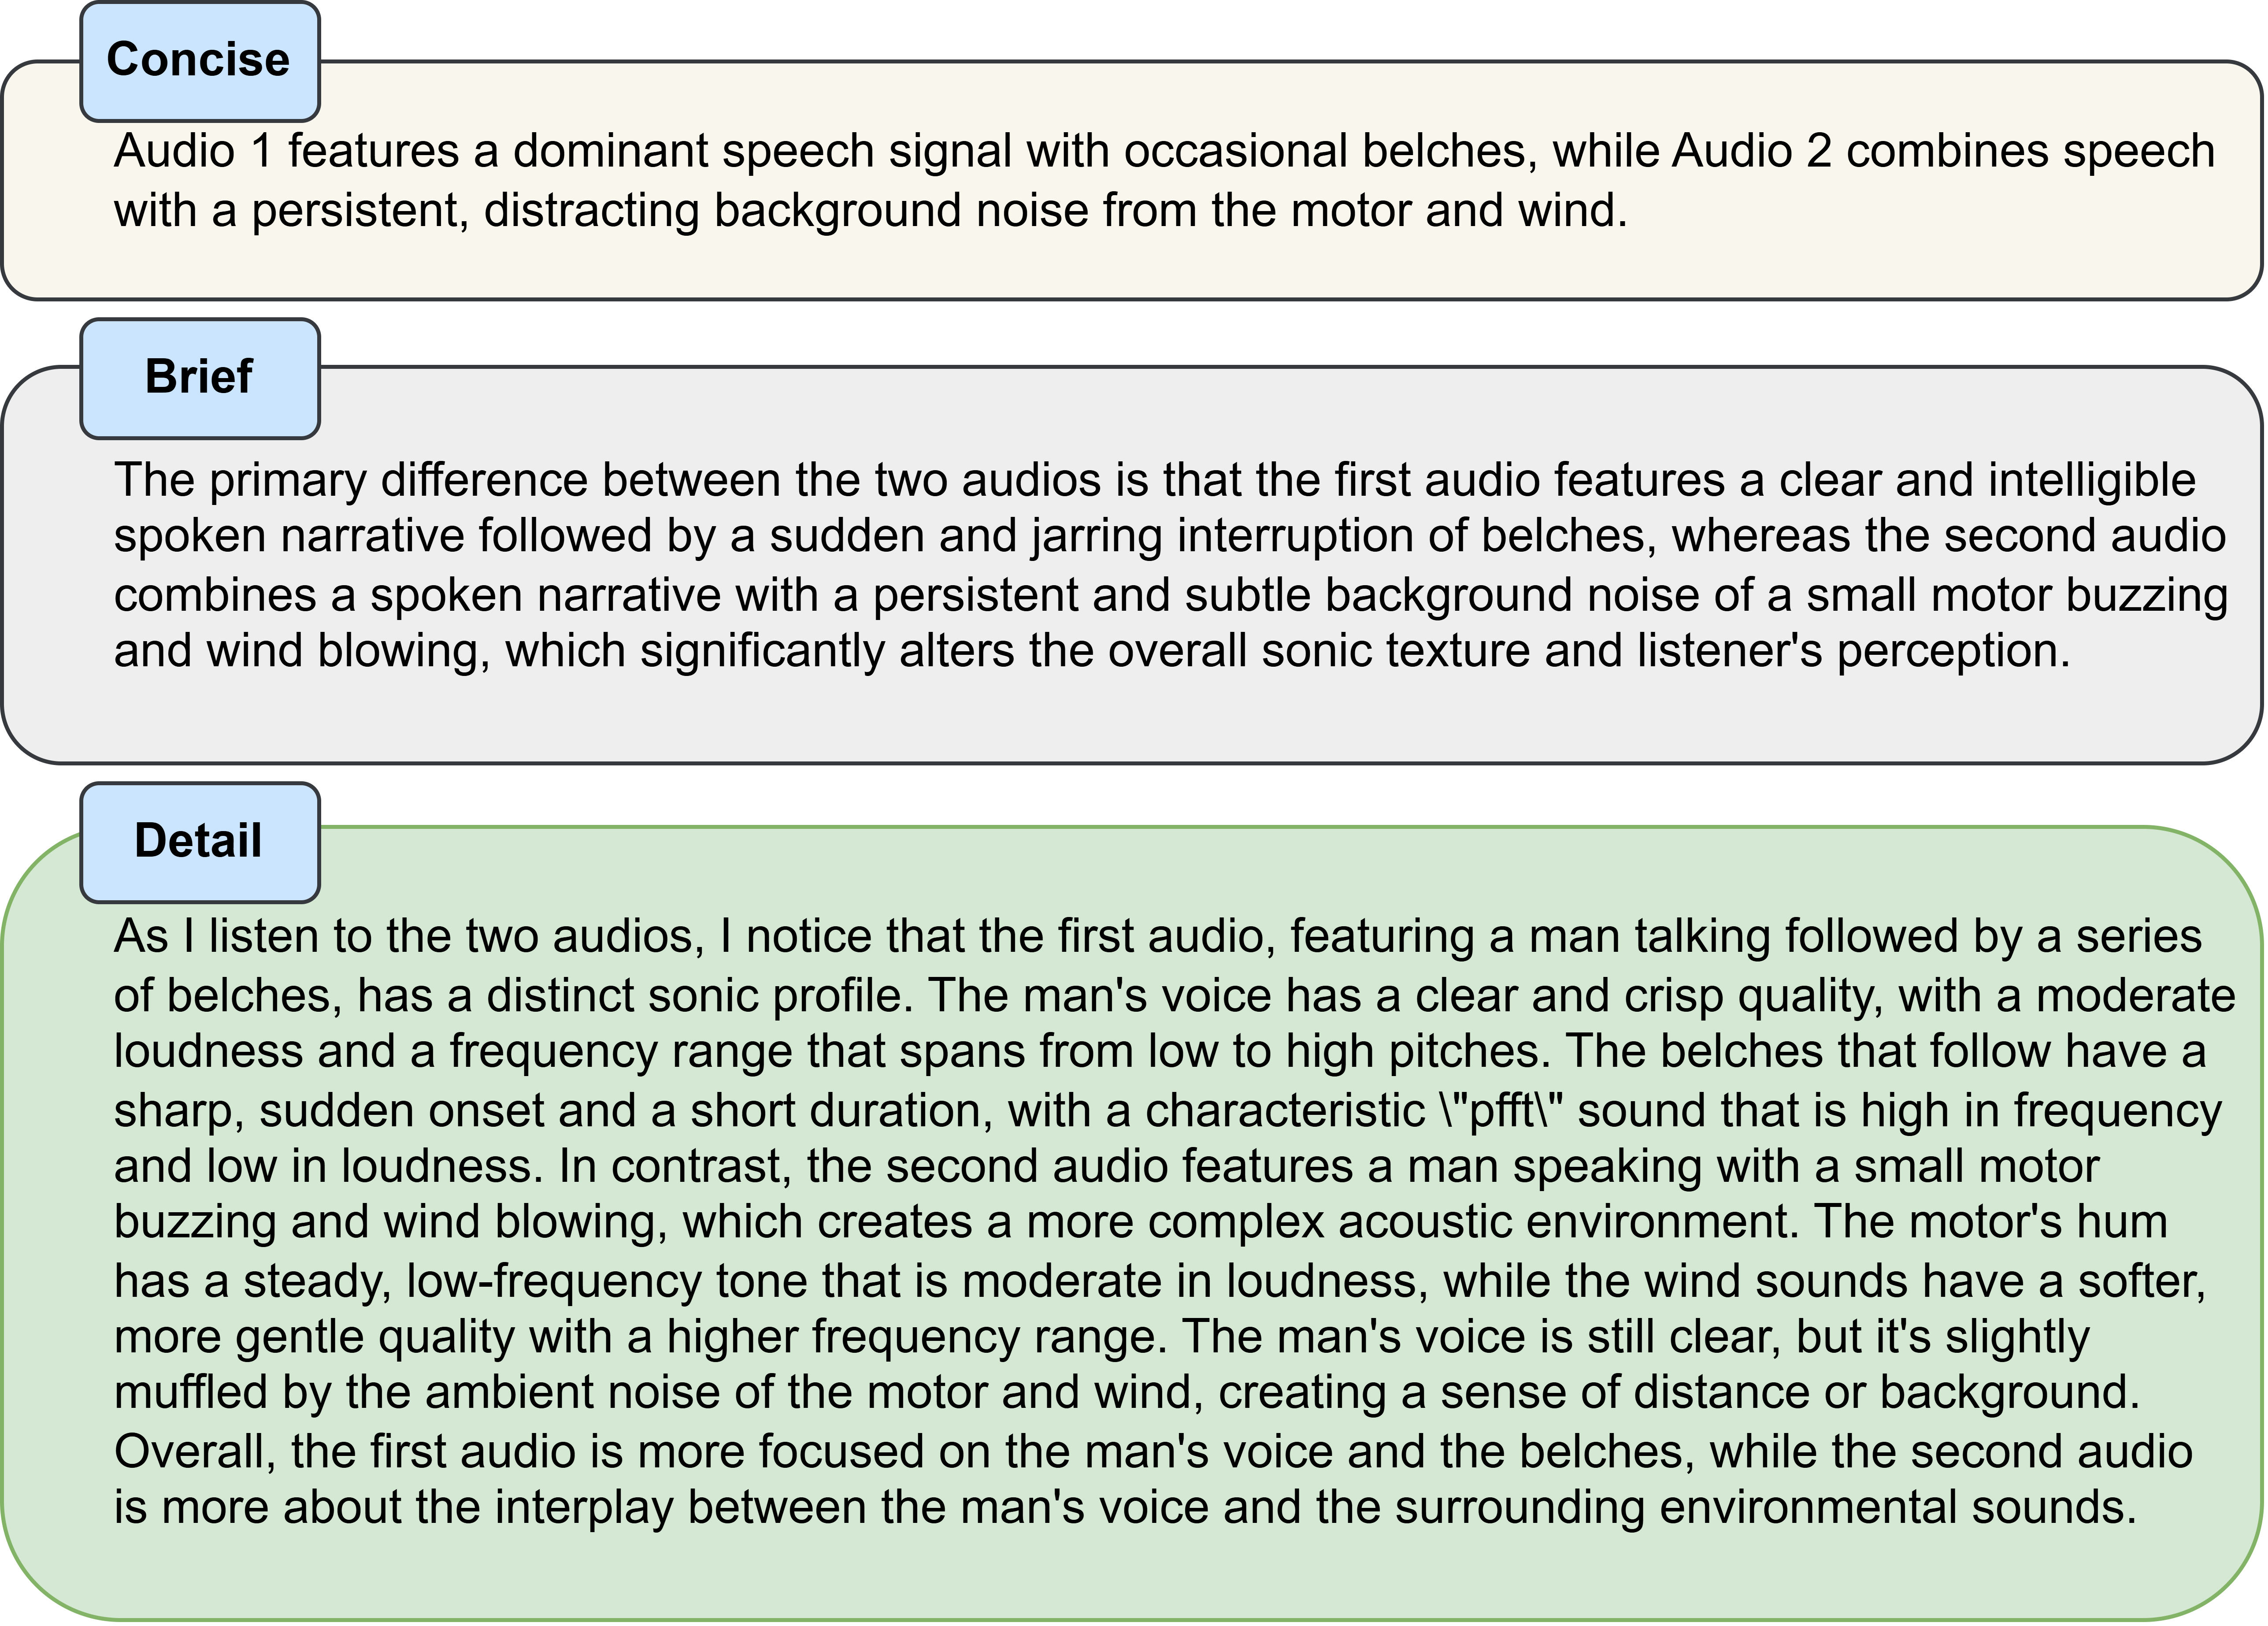 Concise
Audio 1 features a dominant speech signal with occasional belches, while Audio 2 combines speech
with a persistent, distracting background noise from the motor and wind.
Brief
The primary difference between the two audios is that the first audio features a clear and intelligible
spoken narrative followed by a sudden and jarring interruption of belches, whereas the second audio
combines a spoken narrative with a persistent and subtle background noise of a small motor buzzing
and wind blowing, which significantly alters the overall sonic texture and listener's perception.
Detail
As I listen to the two audios, I notice that the first audio, featuring a man talking followed by a series
of belches, has a distinct sonic profile. The man's voice has a clear and crisp quality, with a moderate
loudness and a frequency range that spans from low to high pitches. The belches that follow have a
sharp, sudden onset and a short duration, with a characteristic \"pfft\" sound that is high in frequency
and low in loudness. In contrast, the second audio features a man speaking with a small motor
buzzing and wind blowing, which creates a more complex acoustic environment. The motor's hum
has a steady, low-frequency tone that is moderate in loudness, while the wind sounds have a softer,
more gentle quality with a higher frequency range. The man's voice is still clear, but it's slightly
muffled by the ambient noise of the motor and wind, creating a sense of distance or background.
Overall, the first audio is more focused on the man's voice and the belches, while the second audio
is more about the interplay between the man's voice and the surrounding environmental sounds.